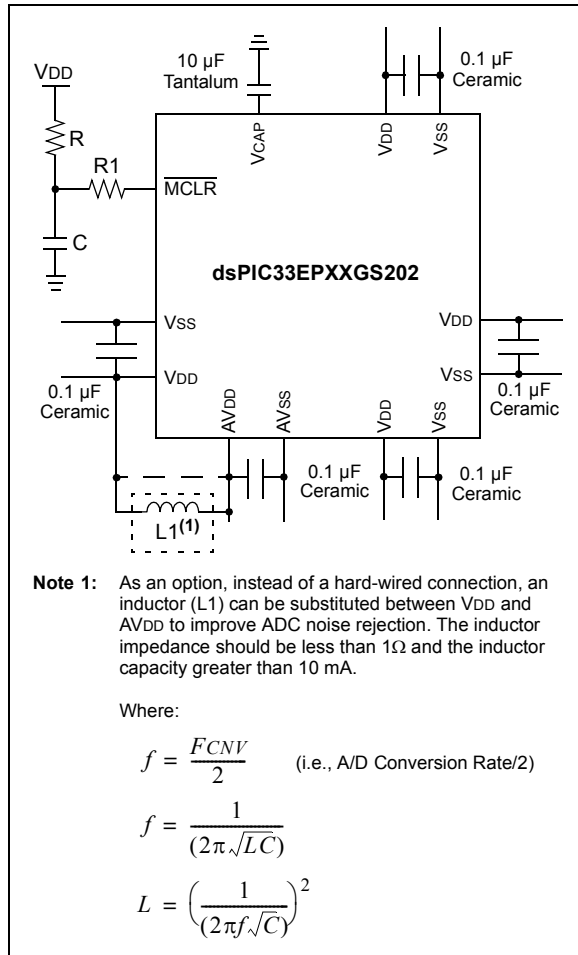 10 µF
Tantalum
0.1 µF
Ceramic
VDD
R
R1
C
VCAP
VDD
VSS
MCLR
dsPIC33EPXXGS202
VSS
VDD
VDD
VSS
0.1 µF
Ceramic
0.1 µF
Ceramic
AVDD
AVSS
VDD
VSS
0.1 µF
Ceramic
0.1 µF
Ceramic
L1(1)
Note 1: As an option, instead of a hard-wired connection, an
inductor (L1) can be substituted between VDD and
AVDD to improve ADC noise rejection. The inductor
impedance should be less than 1Ω and the inductor
capacity greater than 10 mA.
Where:
f = FCNV / 2 (i.e., A/D Conversion Rate/2)
f = 1 / (2π√LC)
L = (1 / (2πf√C))²